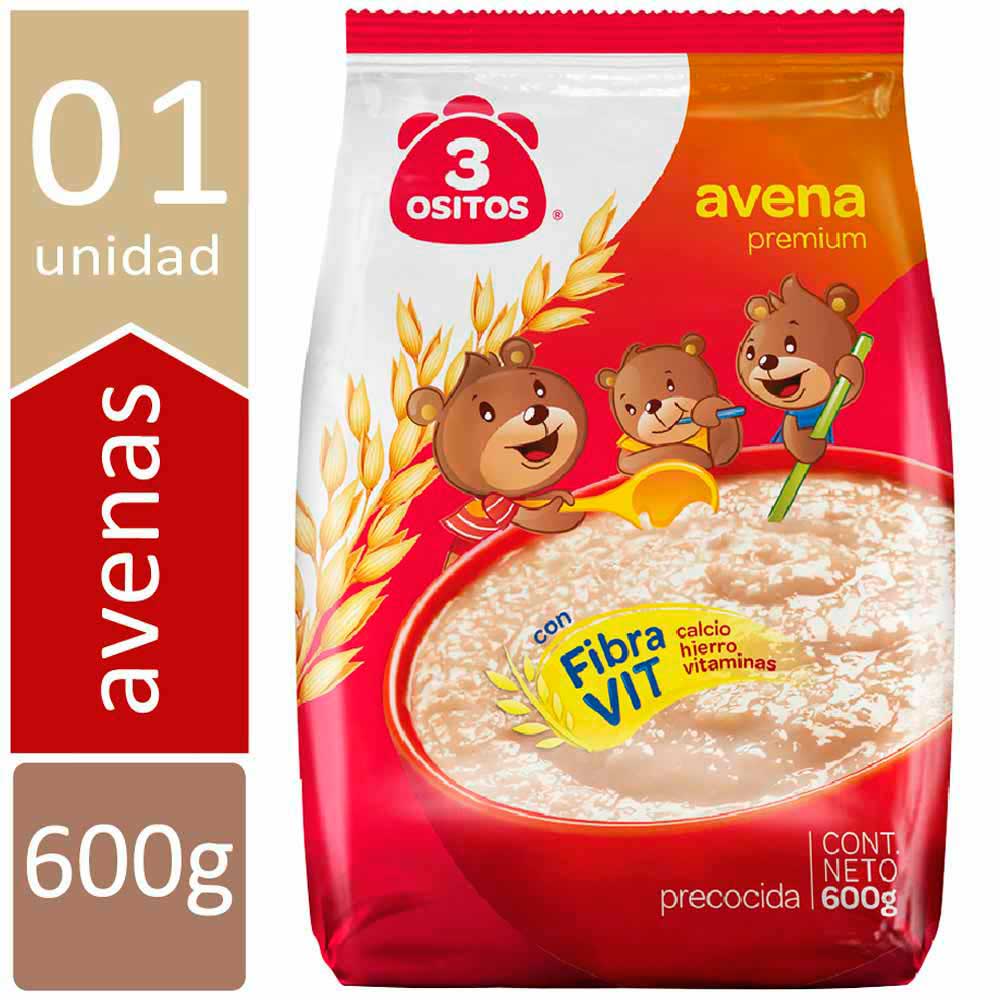 01
unidad
avenas
600g
3
OSITOS
®
avena
premium
con
Fibra
VIT
calcio
hierro
vitaminas
precocida
CONT.
NETO
600g